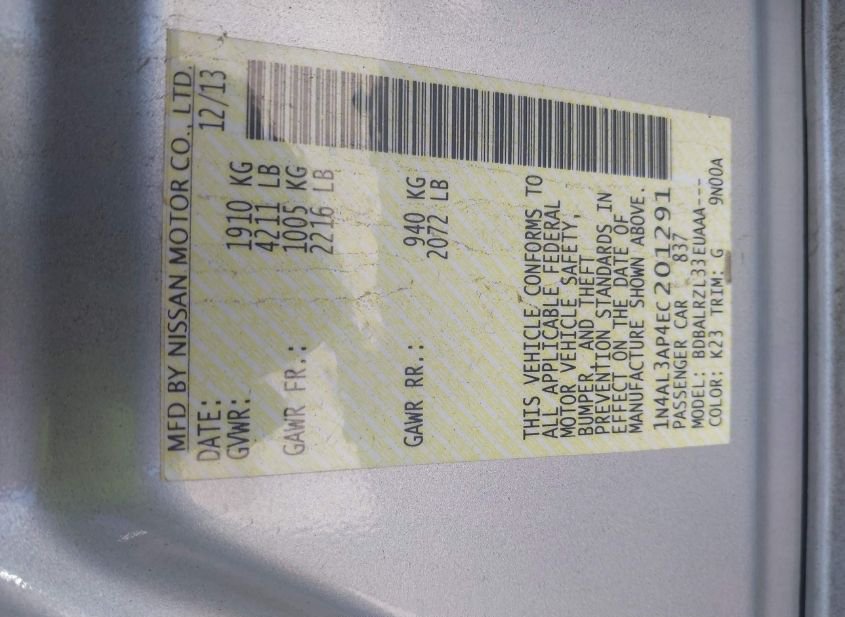 MFD BY NISSAN MOTOR CO., LTD.
DATE: 12/13
GVWR: 1910 KG
4211 LB
GAWR FR.: 1005 KG
2216 LB
GAWR RR.: 940 KG
2072 LB
THIS VEHICLE CONFORMS TO
ALL APPLICABLE FEDERAL
MOTOR VEHICLE SAFETY,
BUMPER, AND THEFT
PREVENTION STANDARDS IN
EFFECT ON THE DATE OF
MANUFACTURE SHOWN ABOVE.
1N4AL3AP4EC201291
PASSENGER CAR 837
MODEL: BDBALRZL33EUAAA---
COLOR: K23 TRIM: G 9N00A